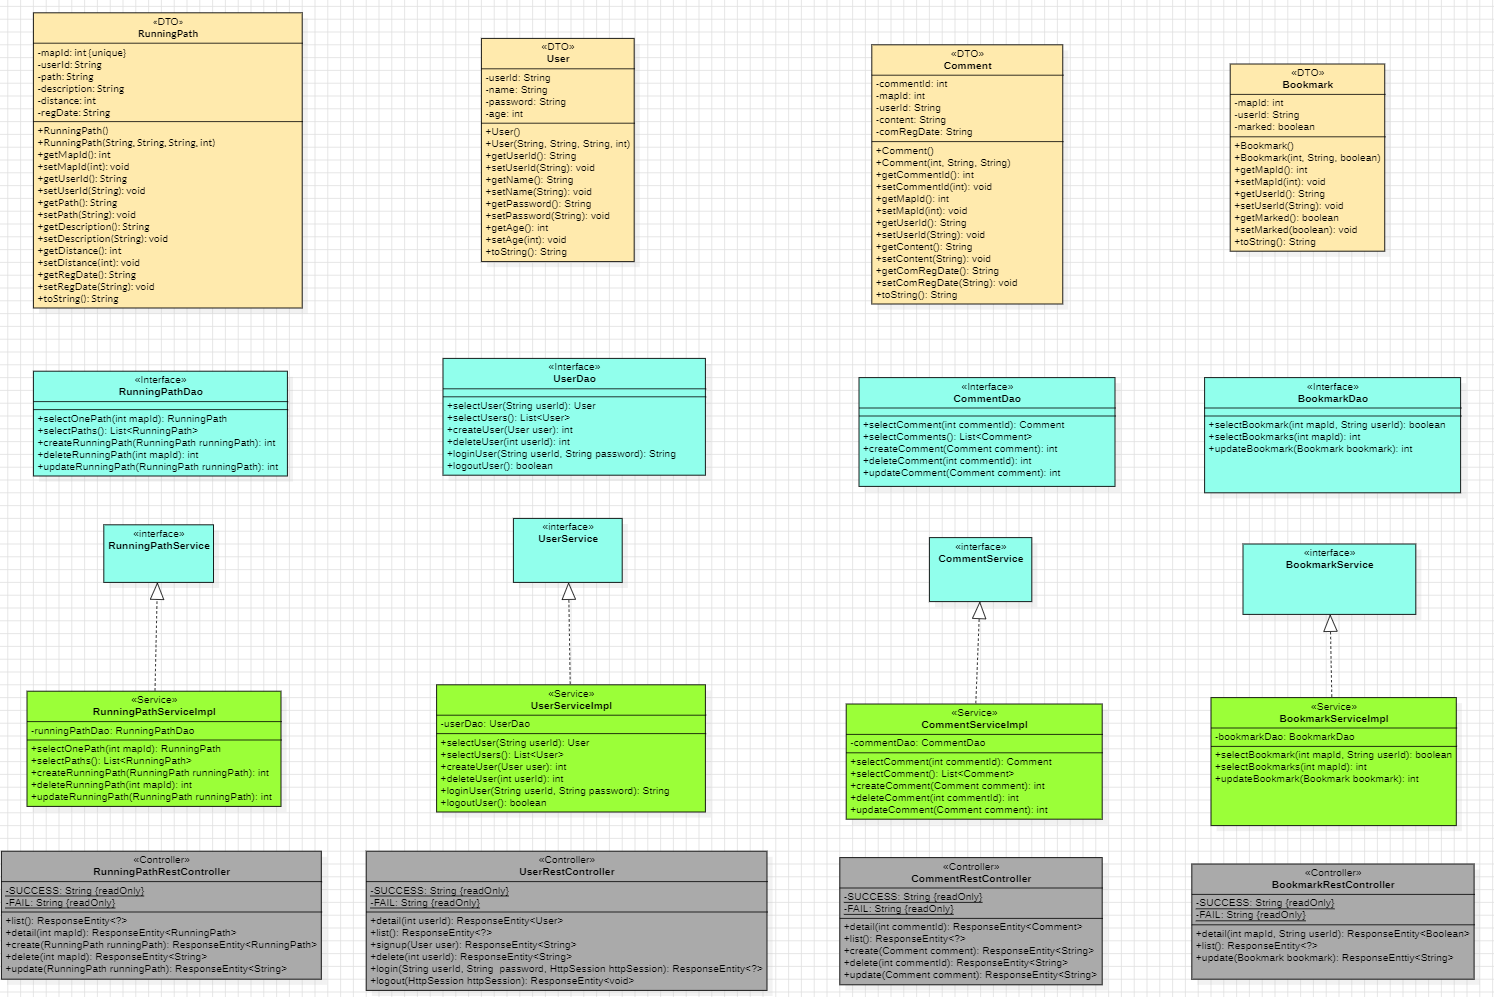 «DTO»
RunningPath
-mapId: int {unique}
-userId: String
-path: String
-description: String
-distance: int
-regDate: String
+RunningPath()
+RunningPath(String, String, String, int)
+getMapId(): int
+setMapId(int): void
+getUserId(): String
+setUserId(String): void
+getPath(): String
+setPath(String): void
+getDescription(): String
+setDescription(String): void
+getDistance(): int
+setDistance(int): void
+getRegDate(): String
+setRegDate(String): void
+toString(): String
«DTO»
User
-userId: String
-name: String
-password: String
-age: int
+User()
+User(String, String, String, int)
+getUserId(): String
+setUserId(String): void
+getName(): String
+setName(String): void
+getPassword(): String
+setPassword(String): void
+getAge(): int
+setAge(int): void
+toString(): String
«DTO»
Comment
-commentId: int
-mapId: int
-userId: String
-content: String
-comRegDate: String
+Comment()
+Comment(int, String, String)
+getCommentId(): int
+setCommentId(int): void
+getMapId(): int
+setMapId(int): void
+getUserId(): String
+setUserId(String): void
+getContent(): String
+setContent(String): void
+getComRegDate(): String
+setComRegDate(String): void
+toString(): String
«DTO»
Bookmark
-mapId: int
-userId: String
-marked: boolean
+Bookmark()
+Bookmark(int, String, boolean)
+getMapId(): int
+setMapId(int): void
+getUserId(): String
+setUserId(String): void
+getMarked(): boolean
+setMarked(boolean): void
+toString(): String
«Interface»
RunningPathDao
+selectOnePath(int mapId): RunningPath
+selectPaths(): List<RunningPath>
+createRunningPath(RunningPath runningPath): int
+deleteRunningPath(int mapId): int
+updateRunningPath(RunningPath runningPath): int
«Interface»
UserDao
+selectUser(String userId): User
+selectUsers(): List<User>
+createUser(User user): int
+deleteUser(int userId): int
+loginUser(String userId, String password): String
+logoutUser(): boolean
«Interface»
CommentDao
+selectComment(int commentId): Comment
+selectComments(): List<Comment>
+createComment(Comment comment): int
+deleteComment(int commentId): int
+updateComment(Comment comment): int
«Interface»
BookmarkDao
+selectBookmark(int mapId, String userId): boolean
+selectBookmarks(int mapId): int
+updateBookmark(Bookmark bookmark): int
«interface»
RunningPathService
«interface»
UserService
«interface»
CommentService
«interface»
BookmarkService
«Service»
RunningPathServiceImpl
-runningPathDao: RunningPathDao
+selectOnePath(int mapId): RunningPath
+selectPaths(): List<RunningPath>
+createRunningPath(RunningPath runningPath): int
+deleteRunningPath(int mapId): int
+updateRunningPath(RunningPath runningPath): int
«Service»
UserServiceImpl
-userDao: UserDao
+selectUser(String userId): User
+selectUsers(): List<User>
+createUser(User user): int
+deleteUser(int userId): int
+loginUser(String userId, String password): String
+logoutUser(): boolean
«Service»
CommentServiceImpl
-commentDao: CommentDao
+selectComment(int commentId): Comment
+selectComment(): List<Comment>
+createComment(Comment comment): int
+deleteComment(int commentId): int
+updateComment(Comment comment): int
«Service»
BookmarkServiceImpl
-bookmarkDao: BookmarkDao
+selectBookmark(int mapId, String userId): boolean
+selectBookmarks(int mapId): int
+updateBookmark(Bookmark bookmark): int
«Controller»
RunningPathRestController
-SUCCESS: String {readOnly}
-FAIL: String {readOnly}
+list(): ResponseEntity<?>
+detail(int mapId): ResponseEntity<RunningPath>
+create(RunningPath runningPath): ResponseEntity<RunningPath>
+delete(int mapId): ResponseEntity<String>
+update(RunningPath runningPath): ResponseEntity<String>
«Controller»
UserRestController
-SUCCESS: String {readOnly}
-FAIL: String {readOnly}
+detail(int userId): ResponseEntity<User>
+list(): ResponseEntity<?>
+signup(User user): ResponseEntity<String>
+delete(int userId): ResponseEntity<String>
+login(String userId, String  password, HttpSession httpSession): ResponseEntity<?>
+logout(HttpSession httpSession): ResponseEntity<void>
«Controller»
CommentRestController
-SUCCESS: String {readOnly}
-FAIL: String {readOnly}
+detail(int commentId): ResponseEntity<Comment>
+list(): ResponseEntity<?>
+create(Comment comment): ResponseEntity<String>
+delete(int commentId): ResponseEntity<String>
+update(Comment comment): ResponseEntity<String>
«Controller»
BookmarkRestController
-SUCCESS: String {readOnly}
-FAIL: String {readOnly}
+detail(int mapId, String userId): ResponseEntity<Boolean>
+list(): ResponseEntity<?>
+update(Bookmark bookmark): ResponseEntity<String>